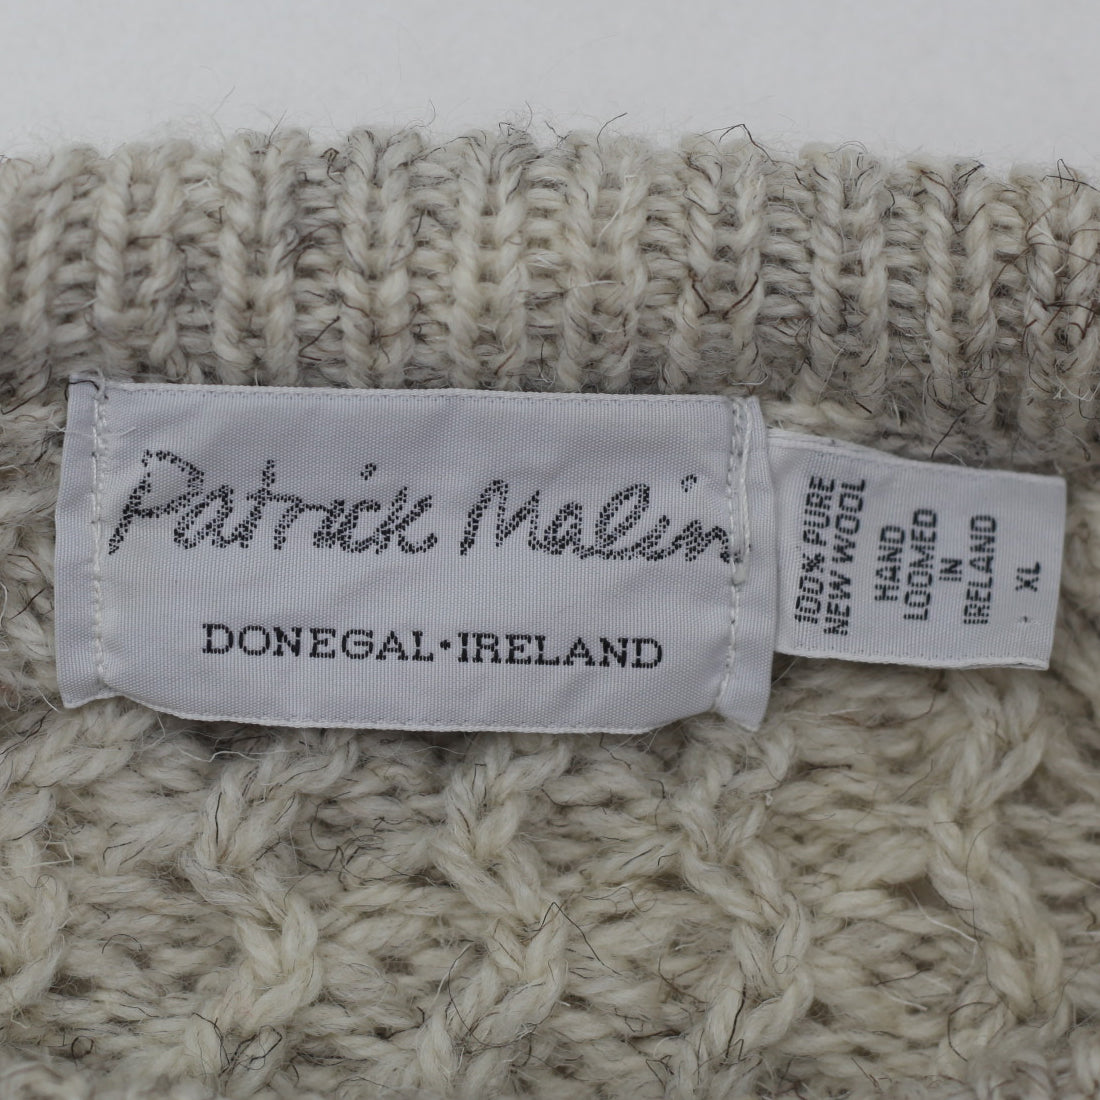 Patrick Malin
DONEGAL·IRELAND
100% PURE
NEW WOOL
HAND
LOOMED
IN
IRELAND
XL